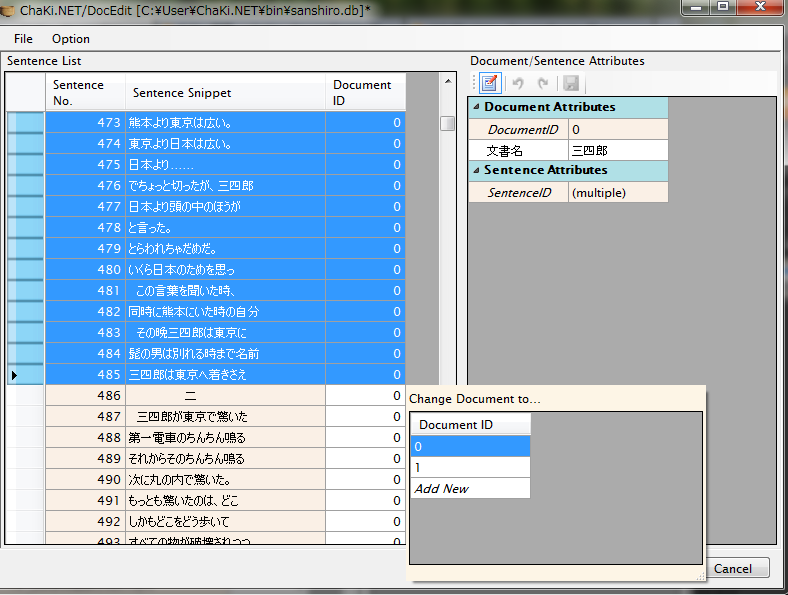 ChaKi.NET/DocEdit [C:¥User¥ChaKi.NET¥bin¥sanshiro.db]*
File Option
Sentence List
Sentence No. Sentence Snippet Document ID
473 熊本より東京は広い。 0
474 東京より日本は広い。 0
475 日本より…… 0
476 でちょっと切ったが、三四郎 0
477 日本より頭の中のほうが 0
478 と言った。 0
479 とらわれちゃだめだ。 0
480 いくら日本のためを思っ 0
481 この言葉を聞いた時、 0
482 同時に熊本にいた時の自分 0
483 その晩三四郎は東京に 0
484 髭の男は別れる時まで名前 0
485 三四郎は東京へ着きさえ 0
486 二 0
487 三四郎が東京で驚いた 0
488 第一電車のちんちん鳴る 0
489 それからそのちんちん鳴る 0
490 次に丸の内で驚いた。 0
491 もっとも驚いたのは、どこ 0
492 しかもどこをどう歩いて 0
493 すべての物が破壊されつつ 0
Document/Sentence Attributes
Document Attributes
DocumentID 0
文書名 三四郎
Sentence Attributes
SentenceID (multiple)
Change Document to...
Document ID
0
1
Add New
Cancel